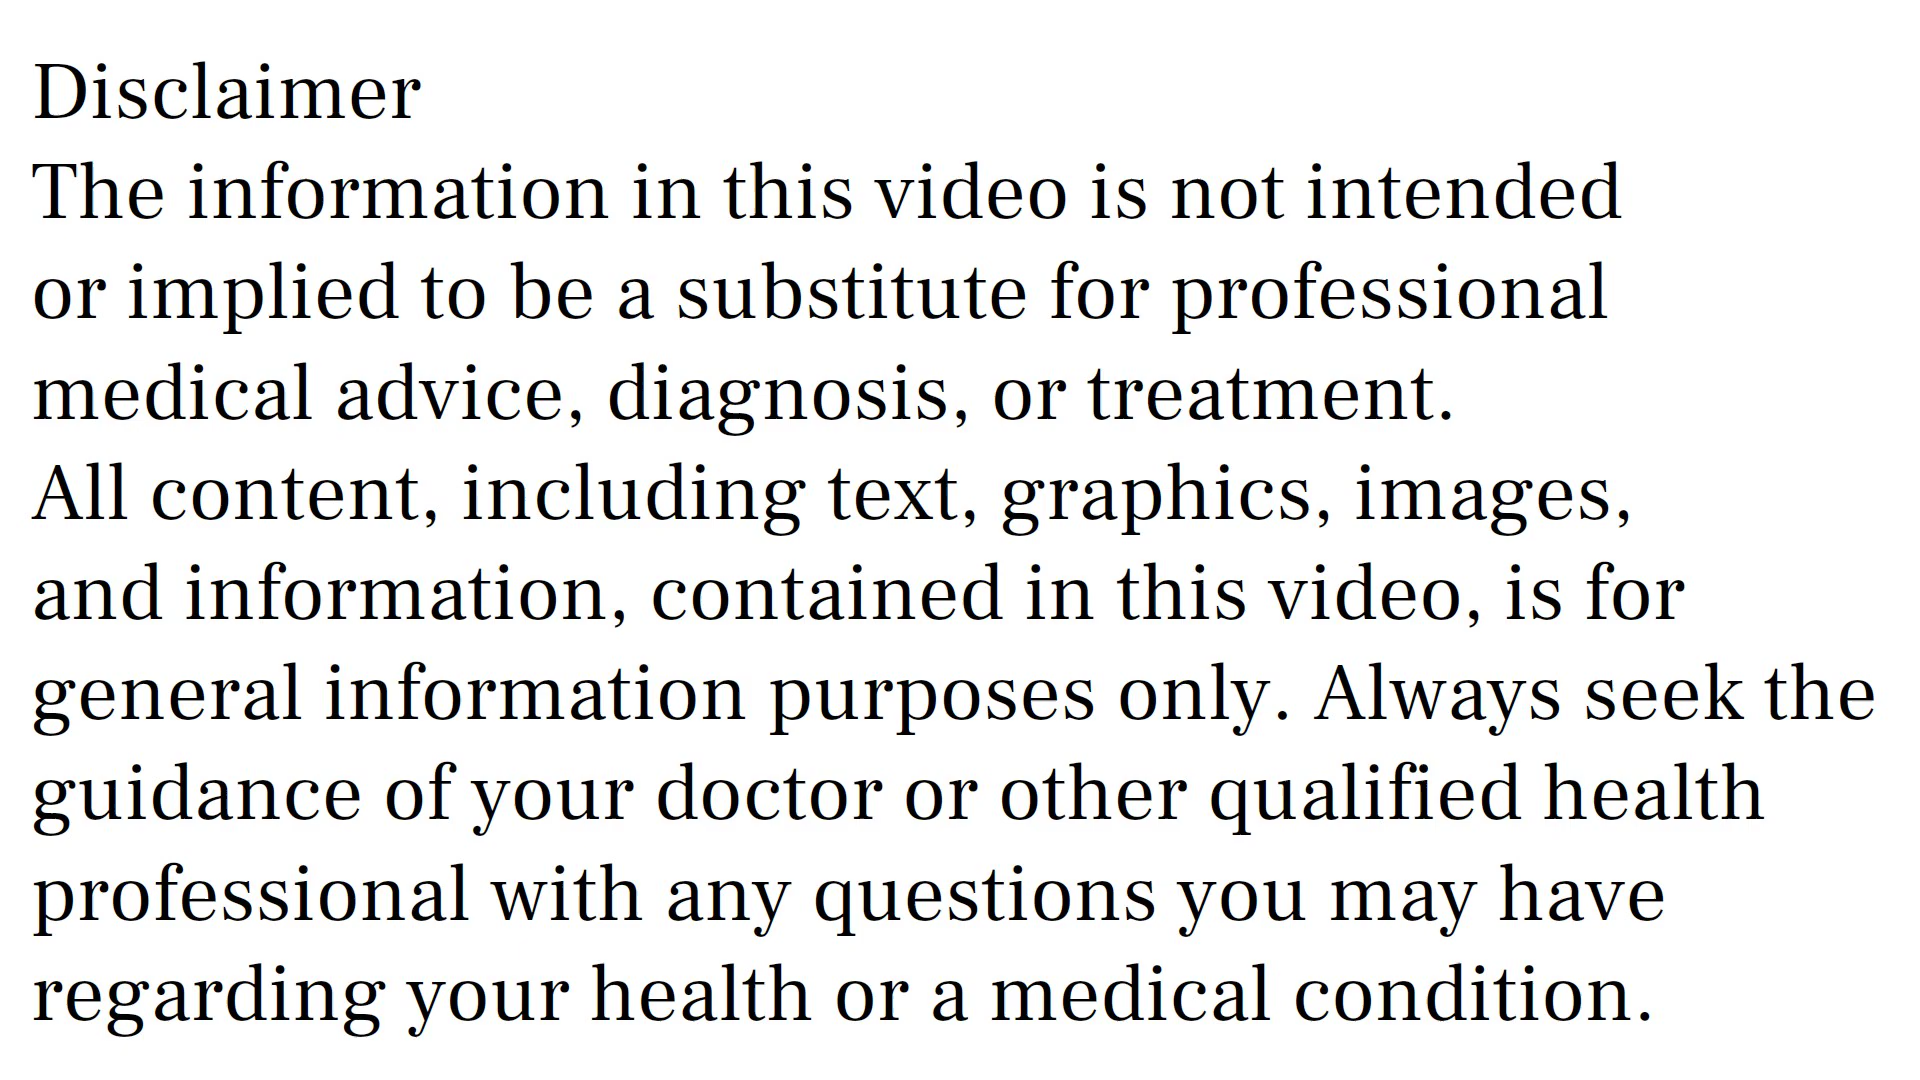 Disclaimer
The information in this video is not intended
or implied to be a substitute for professional
medical advice, diagnosis, or treatment.
All content, including text, graphics, images,
and information, contained in this video, is for
general information purposes only. Always seek the
guidance of your doctor or other qualified health
professional with any questions you may have
regarding your health or a medical condition.